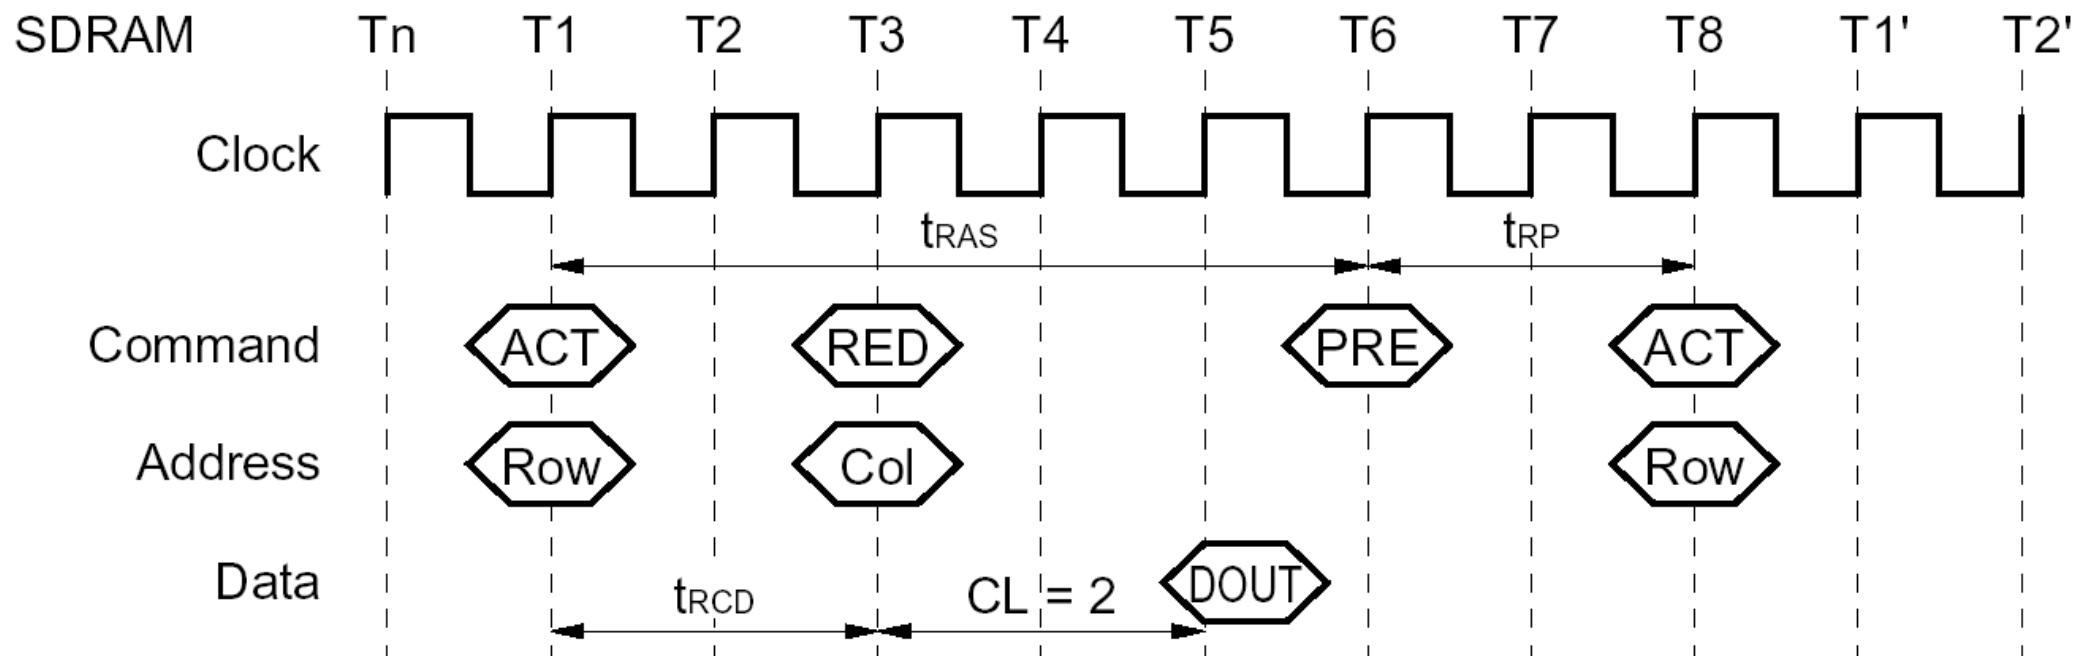 SDRAM Tn T1 T2 T3 T4 T5 T6 T7 T8 T1' T2'
Clock
tRAS tRP
Command ACT RED PRE ACT
Address Row Col Row
Data tRCD CL = 2 DOUT